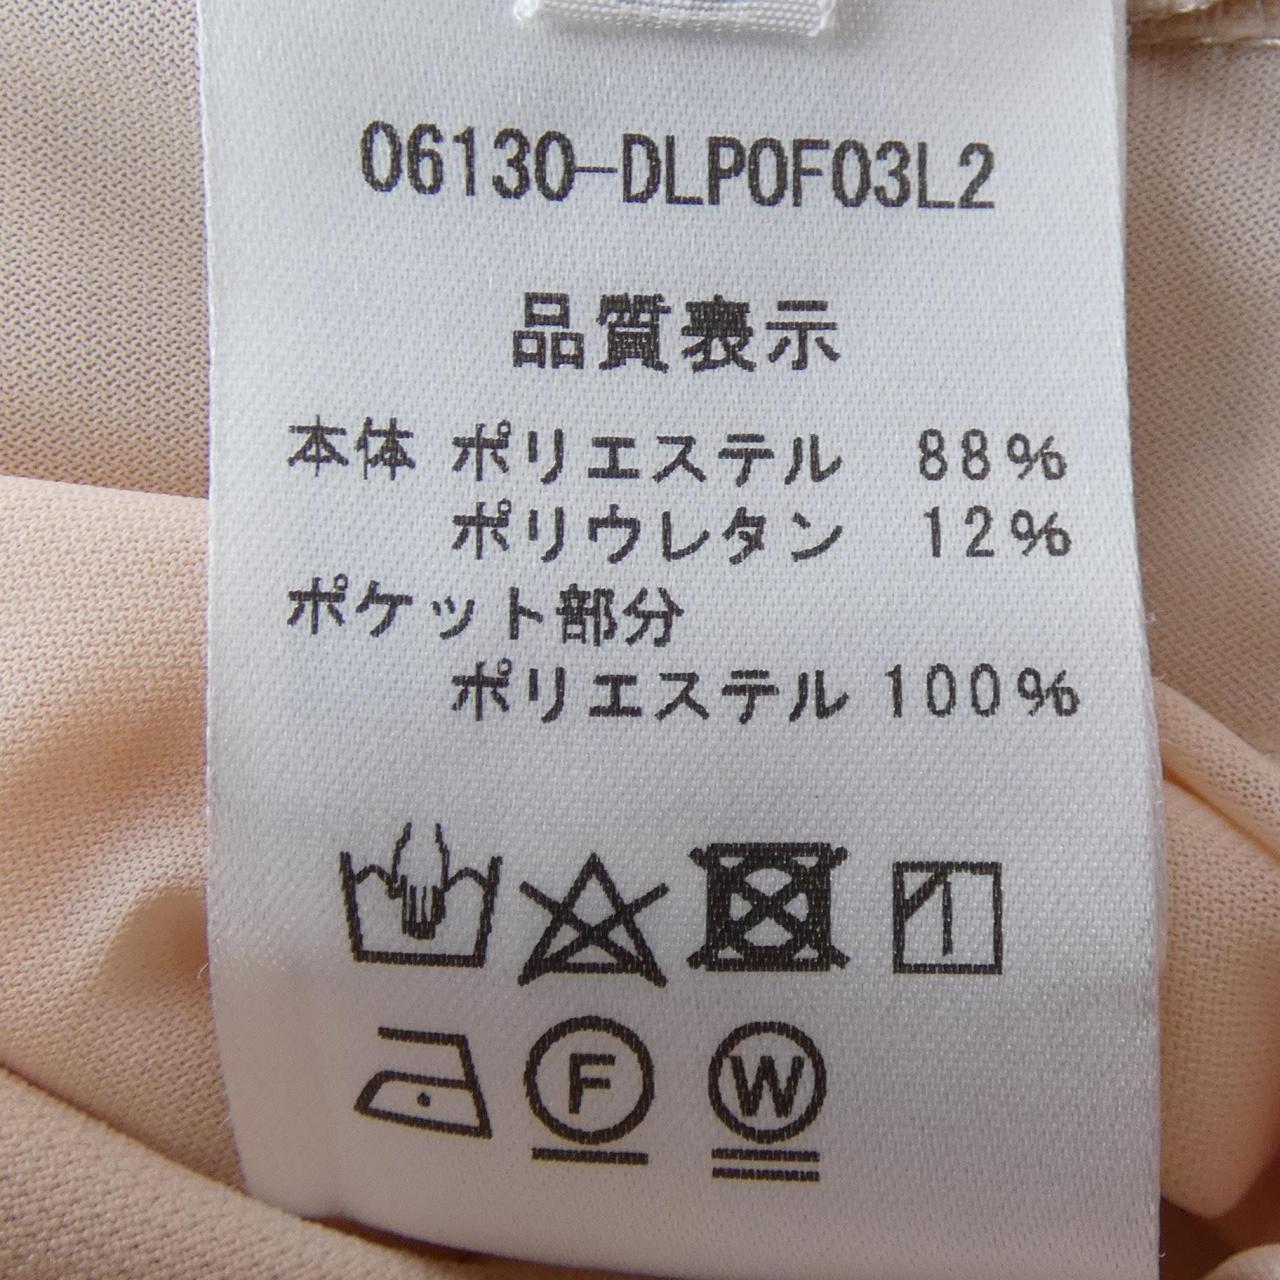 06130-DLP0F03L2
品質表示
本体 ポリエステル 88%
ポリウレタン 12%
ポケット部分
ポリエステル 100%
F W